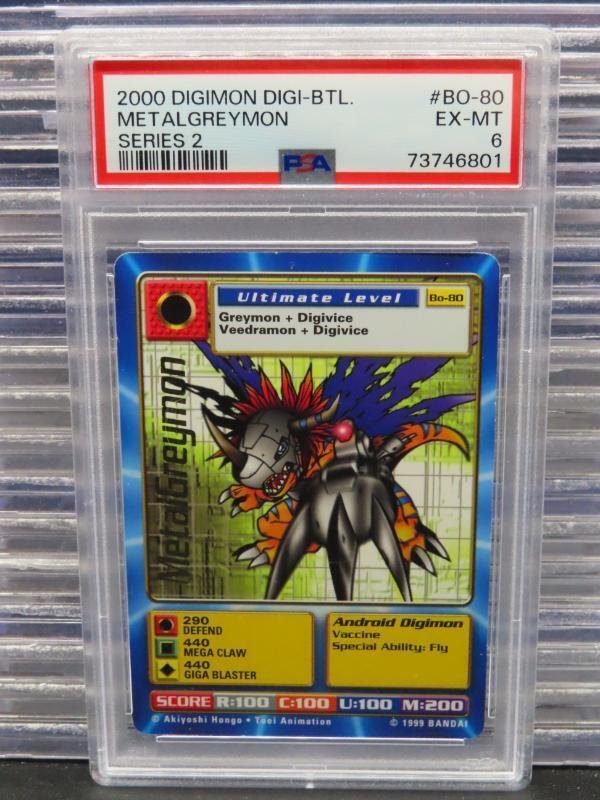 2000 DIGIMON DIGI-BTL. #BO-80
METALGREYMON EX-MT
SERIES 2 6
PSA 73746801
Ultimate Level Bo-80
Greymon + Digivice
Veedramon + Digivice
MetalGreymon
290
DEFEND
440
MEGA CLAW
440
GIGA BLASTER
Android Digimon
Vaccine
Special Ability: Fly
SCORE R:100 C:100 U:100 M:200
© Akiyoshi Hongo • Toei Animation © 1999 BANDAI